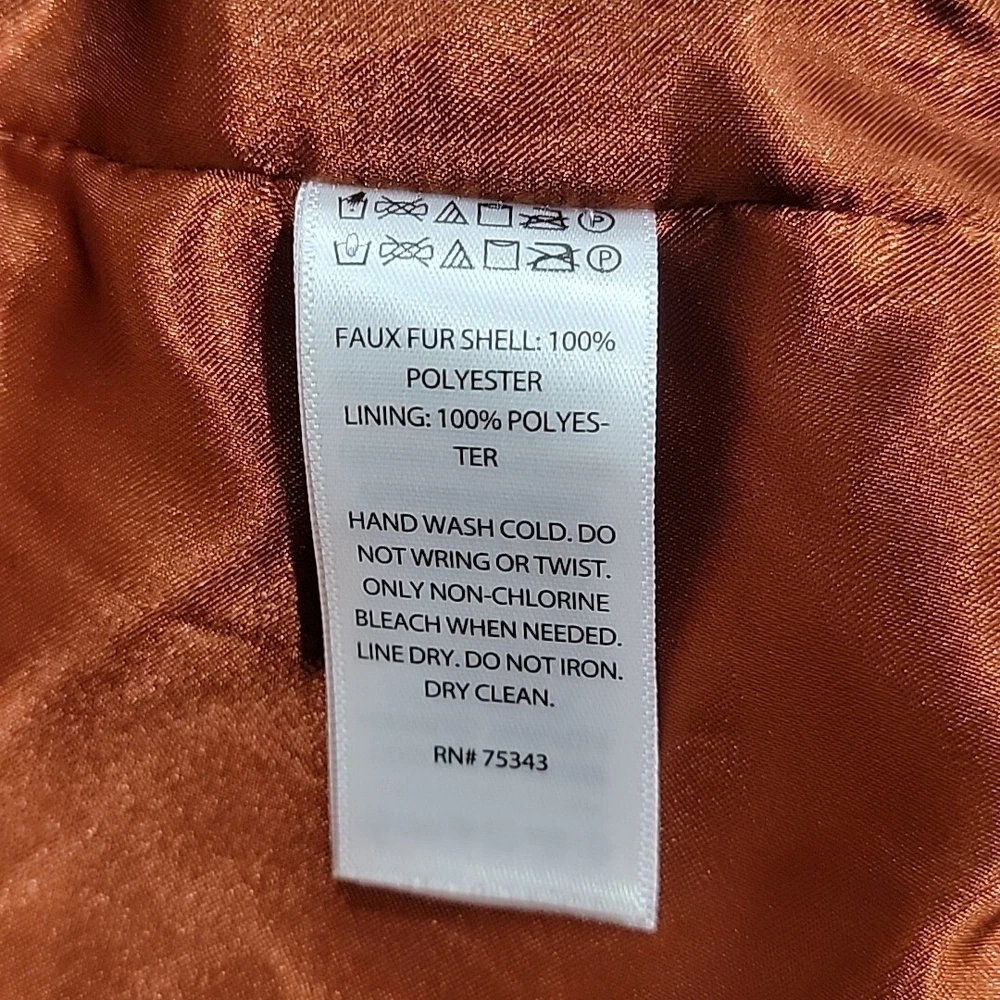 P
P
FAUX FUR SHELL: 100%
POLYESTER
LINING: 100% POLYES-
TER
HAND WASH COLD. DO
NOT WRING OR TWIST.
ONLY NON-CHLORINE
BLEACH WHEN NEEDED.
LINE DRY. DO NOT IRON.
DRY CLEAN.
RN# 75343